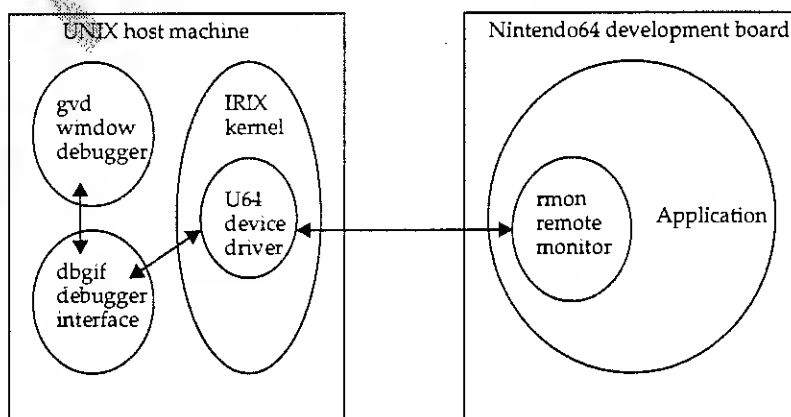 UNIX host machine
Nintendo64 development board
gvd
window
debugger
IRIX
kernel
U64
device
driver
dbgif
debugger
interface
rmon
remote
monitor
Application